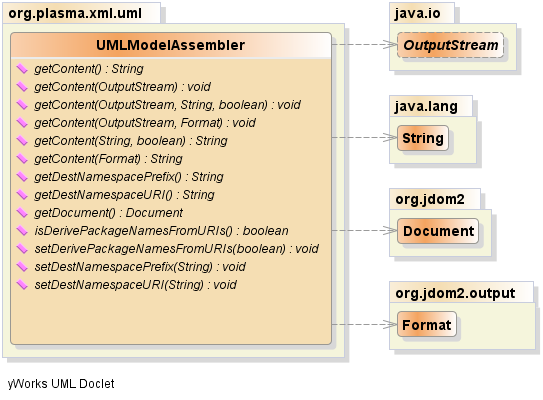 org.plasma.xml.uml
UMLModelAssembler
getContent() : String
getContent(OutputStream) : void
getContent(OutputStream, String, boolean) : void
getContent(OutputStream, Format) : void
getContent(String, boolean) : String
getContent(Format) : String
getDestNamespacePrefix() : String
getDestNamespaceURI() : String
getDocument() : Document
isDerivePackageNamesFromURIs() : boolean
setDerivePackageNamesFromURIs(boolean) : void
setDestNamespacePrefix(String) : void
setDestNamespaceURI(String) : void
java.io
OutputStream
java.lang
String
org.jdom2
Document
org.jdom2.output
Format
yWorks UML Doclet